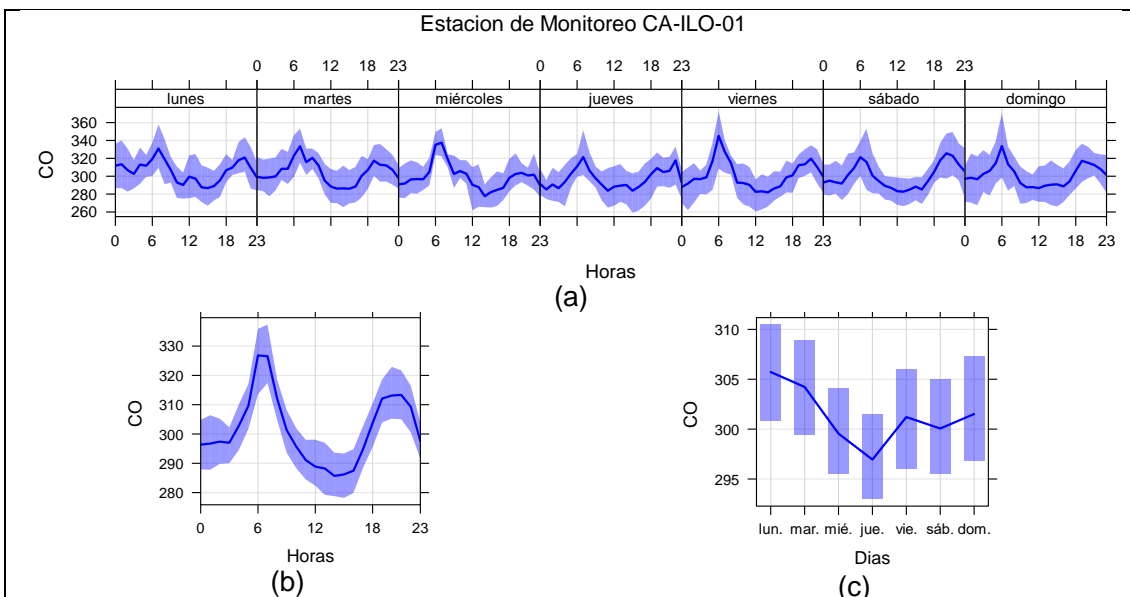 Estacion de Monitoreo CA-ILO-01
0 6 12 18 23 0 6 12 18 23 0 6 12 18 23
lunes martes miércoles jueves viernes sábado domingo
CO
360
340
320
300
280
260
0 6 12 18 23 0 6 12 18 23 0 6 12 18 23 0 6 12 18 23
Horas
(a)
CO
330
320
310
300
290
280
0 6 12 18 23
Horas
(b)
CO
310
305
300
295
lun. mar. mié. jue. vie. sáb. dom.
Dias
(c)